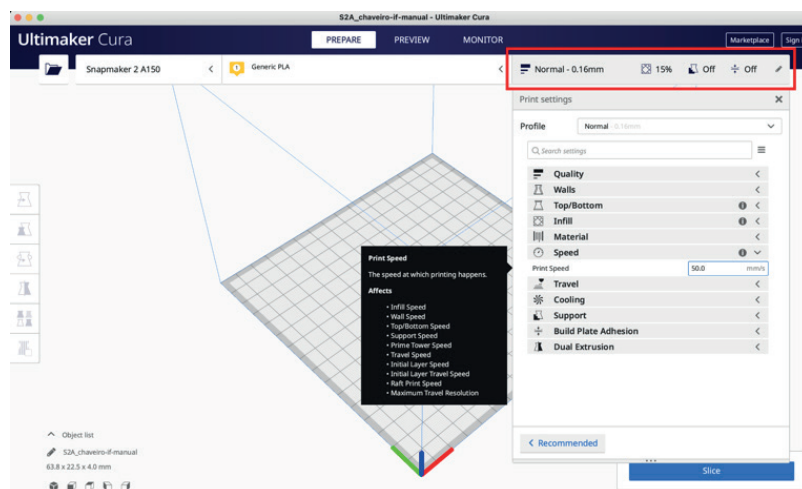 S2A_chaveiro-if-manual - Ultimaker Cura
Ultimaker Cura
PREPARE
PREVIEW
MONITOR
Marketplace
Sign
Snapmaker 2 A150
1
Generic PLA
Normal - 0.16mm
15%
Off
Off
Print settings
Profile
Normal 0.16mm
Search settings
Quality
Walls
Top/Bottom
Infill
Material
Speed
Print Speed 50.0 mm/s
Travel
Cooling
Support
Build Plate Adhesion
Dual Extrusion
Print Speed
The speed at which printing happens.
Affects
• Infill Speed
• Wall Speed
• Top/Bottom Speed
• Support Speed
• Prime Tower Speed
• Travel Speed
• Initial Layer Speed
• Initial Layer Travel Speed
• Raft Print Speed
• Maximum Travel Resolution
Recommended
Object list
S2A_chaveiro-if-manual
63.8 x 22.5 x 4.0 mm
Slice